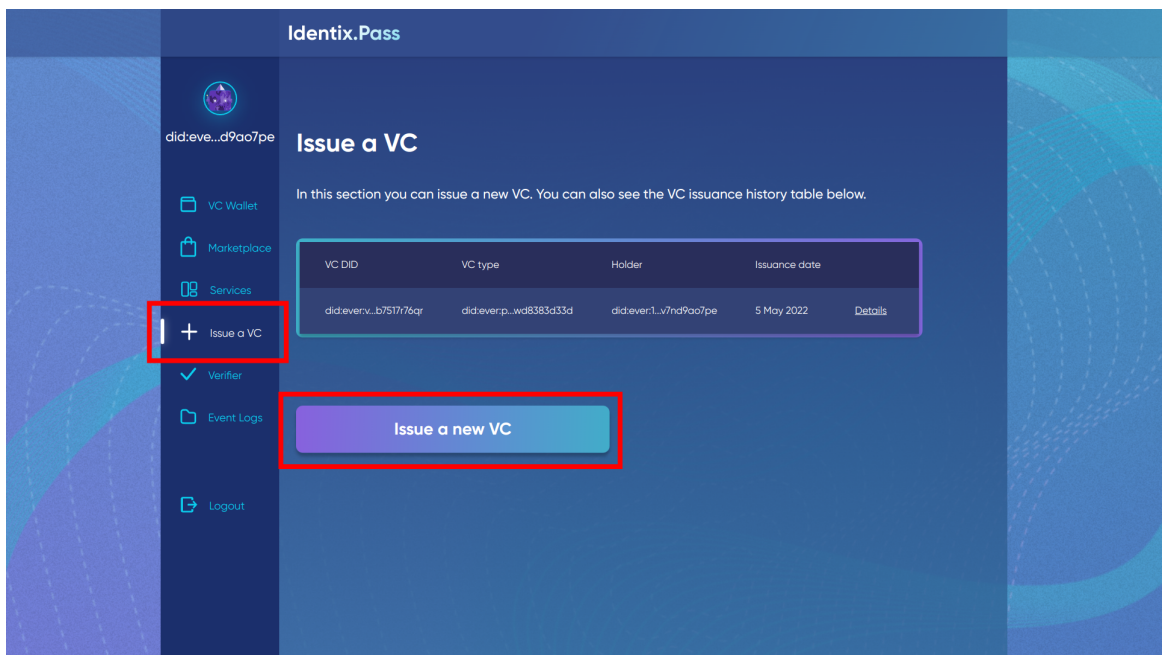 Identix.Pass
did:eve...d9ao7pe
VC Wallet
Marketplace
Services
Issue a VC
Verifier
Event Logs
Logout
Issue a VC
In this section you can issue a new VC. You can also see the VC issuance history table below.
VC DID VC type Holder Issuance date
did:ever:v...b7517r76qr did:ever:p...wd8383d33d did:ever:1...v7nd9ao7pe 5 May 2022 Details
Issue a new VC